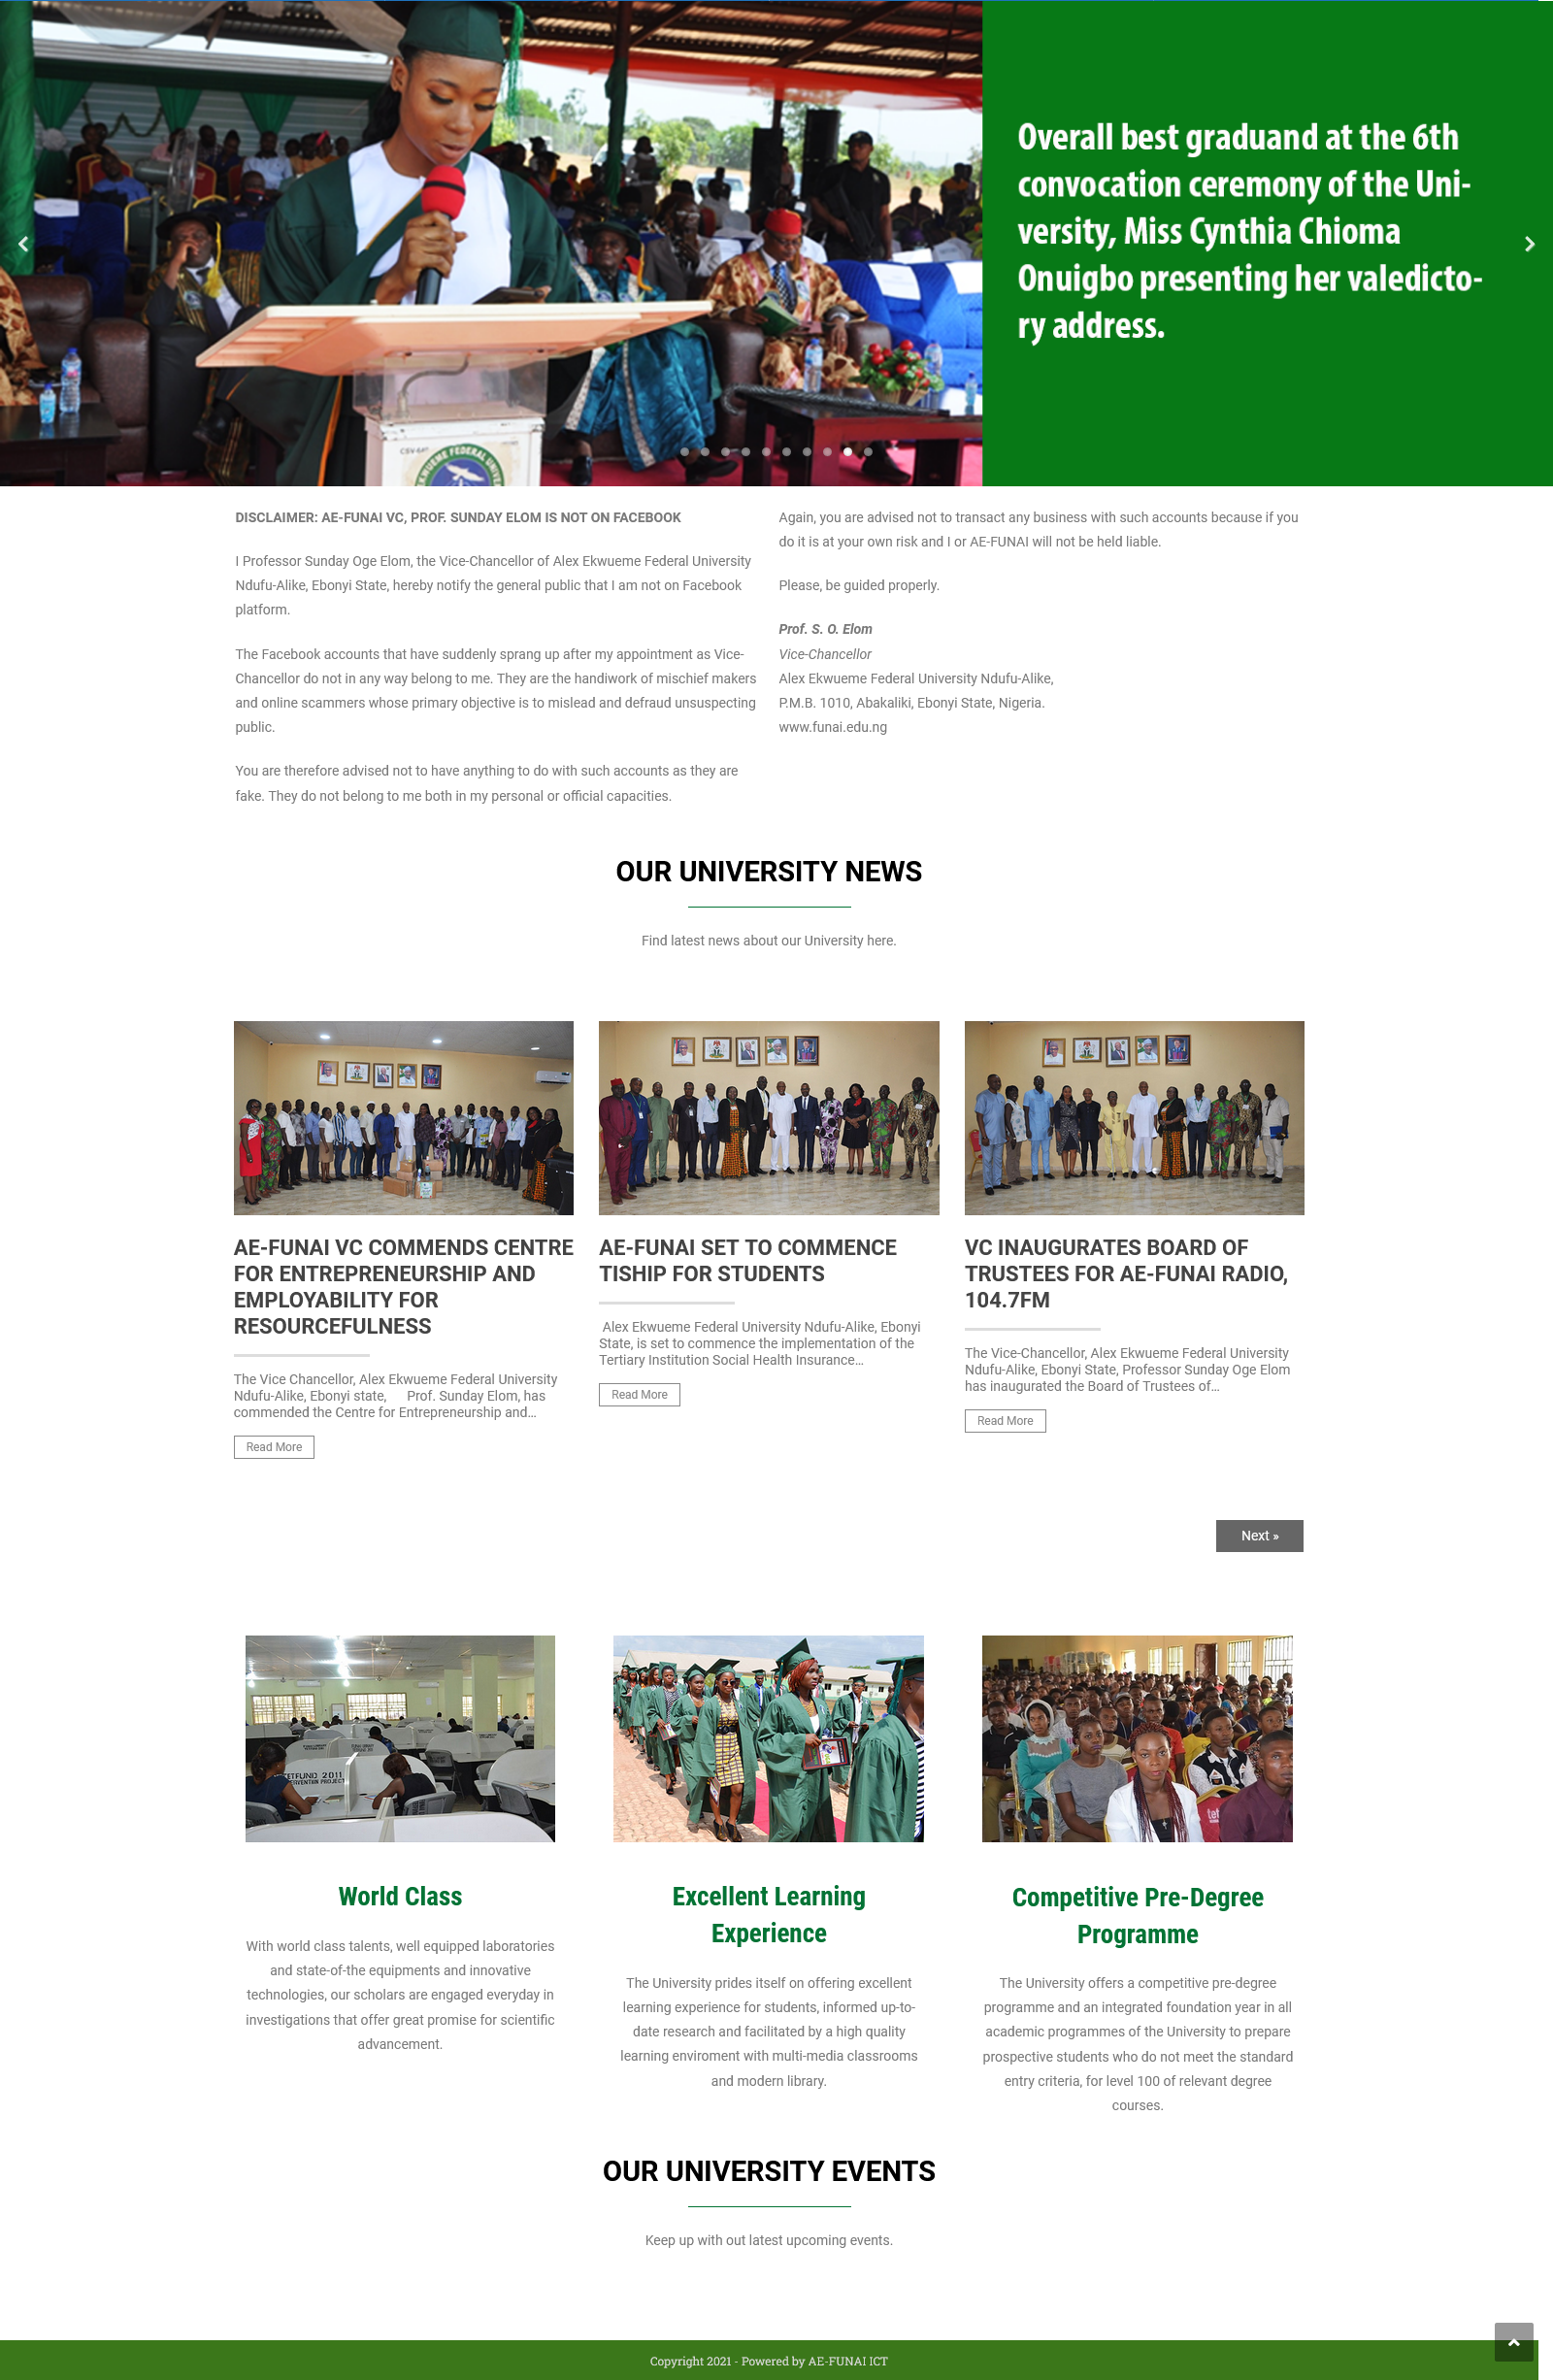 Overall best graduand at the 6th
convocation ceremony of the Uni-
versity, Miss Cynthia Chioma
Onuigbo presenting her valedicto-
ry address.
DISCLAIMER: AE-FUNAI VC, PROF. SUNDAY ELOM IS NOT ON FACEBOOK
I Professor Sunday Oge Elom, the Vice-Chancellor of Alex Ekwueme Federal University
Ndufu-Alike, Ebonyi State, hereby notify the general public that I am not on Facebook
platform.
The Facebook accounts that have suddenly sprang up after my appointment as Vice-
Chancellor do not in any way belong to me. They are the handiwork of mischief makers
and online scammers whose primary objective is to mislead and defraud unsuspecting
public.
You are therefore advised not to have anything to do with such accounts as they are
fake. They do not belong to me both in my personal or official capacities.
Again, you are advised not to transact any business with such accounts because if you
do it is at your own risk and I or AE-FUNAI will not be held liable.
Please, be guided properly.
Prof. S. O. Elom
Vice-Chancellor
Alex Ekwueme Federal University Ndufu-Alike,
P.M.B. 1010, Abakaliki, Ebonyi State, Nigeria.
www.funai.edu.ng
OUR UNIVERSITY NEWS
Find latest news about our University here.
AE-FUNAI VC COMMENDS CENTRE
FOR ENTREPRENEURSHIP AND
EMPLOYABILITY FOR
RESOURCEFULNESS
The Vice Chancellor, Alex Ekwueme Federal University
Ndufu-Alike, Ebonyi state, Prof. Sunday Elom, has
commended the Centre for Entrepreneurship and...
Read More
AE-FUNAI SET TO COMMENCE
TISHIP FOR STUDENTS
Alex Ekwueme Federal University Ndufu-Alike, Ebonyi
State, is set to commence the implementation of the
Tertiary Institution Social Health Insurance...
Read More
VC INAUGURATES BOARD OF
TRUSTEES FOR AE-FUNAI RADIO,
104.7FM
The Vice-Chancellor, Alex Ekwueme Federal University
Ndufu-Alike, Ebonyi State, Professor Sunday Oge Elom
has inaugurated the Board of Trustees of...
Read More
Next »
TETFUND 2011
World Class
With world class talents, well equipped laboratories
and state-of-the equipments and innovative
technologies, our scholars are engaged everyday in
investigations that offer great promise for scientific
advancement.
Excellent Learning
Experience
The University prides itself on offering excellent
learning experience for students, informed up-to-
date research and facilitated by a high quality
learning enviroment with multi-media classrooms
and modern library.
Competitive Pre-Degree
Programme
The University offers a competitive pre-degree
programme and an integrated foundation year in all
academic programmes of the University to prepare
prospective students who do not meet the standard
entry criteria, for level 100 of relevant degree
courses.
OUR UNIVERSITY EVENTS
Keep up with out latest upcoming events.
Copyright 2021 - Powered by AE-FUNAI ICT